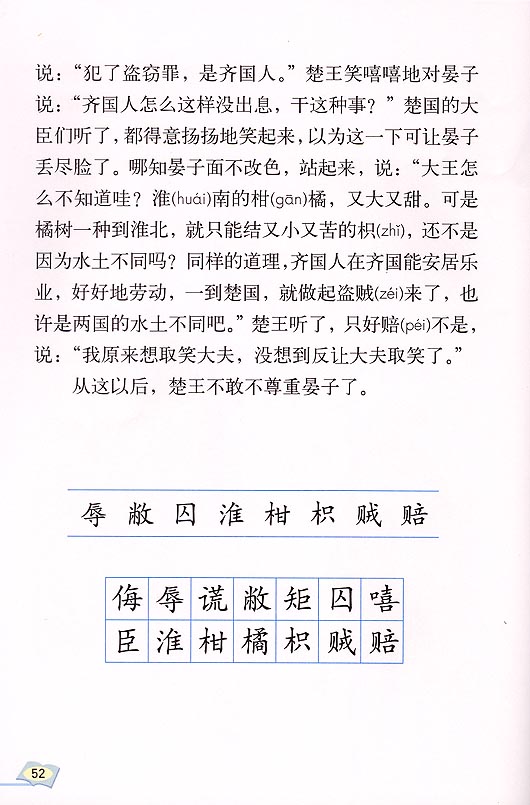 说：“犯了盗窃罪，是齐国人。”楚王笑嘻嘻地对晏子
说：“齐国人怎么这样没出息，干这种事？”楚国的大
臣们听了，都得意扬扬地笑起来，以为这一下可让晏子
丢尽脸了。哪知晏子面不改色，站起来，说：“大王怎
么不知道哇？淮(huái)南的柑(gān)橘，又大又甜。可是
橘树一种到淮北，就只能结又小又苦的枳(zhǐ)，还不是
因为水土不同吗？同样的道理，齐国人在齐国能安居乐
业，好好地劳动，一到楚国，就做起盗贼(zéi)来了，也
许是两国的水土不同吧。”楚王听了，只好赔(péi)不是，
说：“我原来想取笑大夫，没想到反让大夫取笑了。”
从这以后，楚王不敢不尊重晏子了。
辱 敝 囚 淮 柑 枳 贼 赔
侮 辱 谎 敝 矩 囚 嘻
臣 淮 柑 橘 枳 贼 赔
52